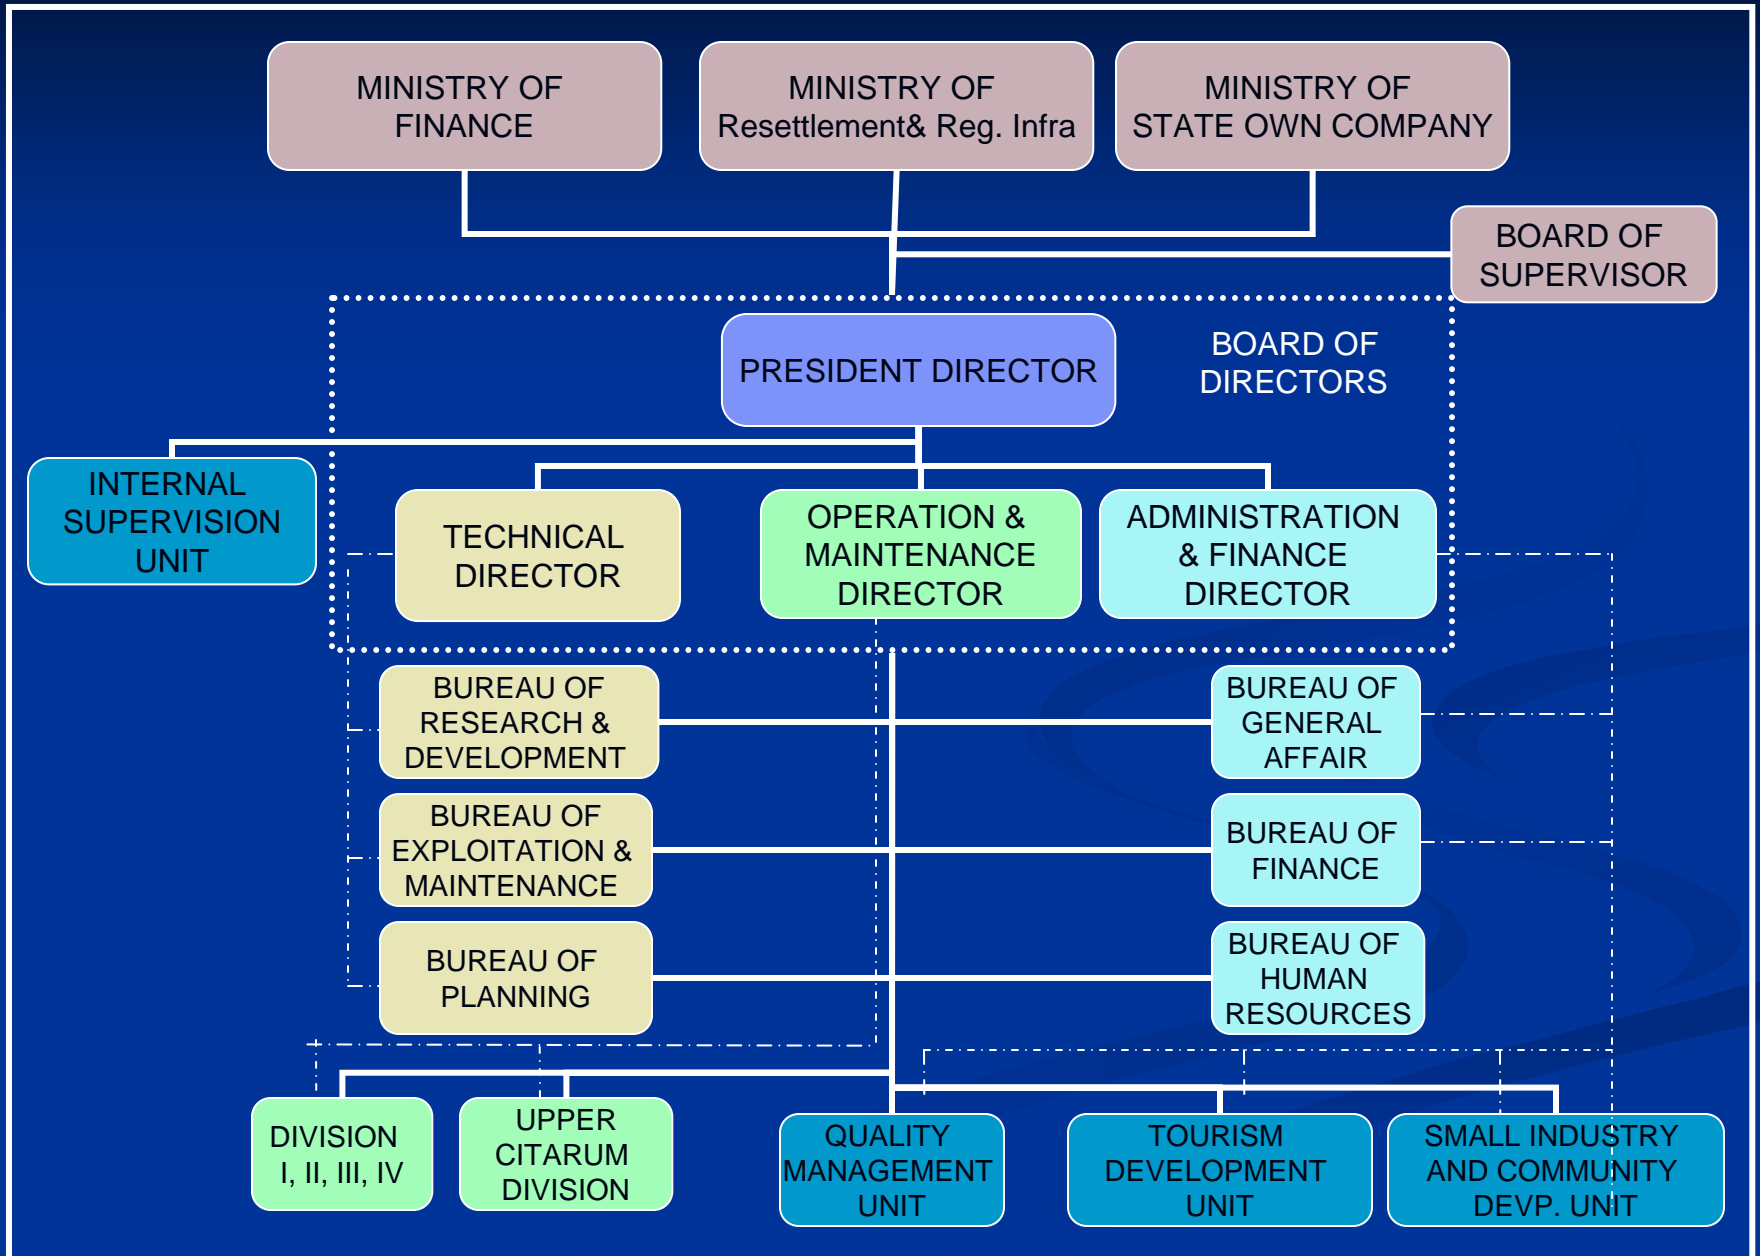 MINISTRY OF
FINANCE
MINISTRY OF
Resettlement& Reg. Infra
MINISTRY OF
STATE OWN COMPANY
BOARD OF
SUPERVISOR
PRESIDENT DIRECTOR
BOARD OF
DIRECTORS
INTERNAL
SUPERVISION
UNIT
TECHNICAL
DIRECTOR
OPERATION &
MAINTENANCE
DIRECTOR
ADMINISTRATION
& FINANCE
DIRECTOR
BUREAU OF
RESEARCH &
DEVELOPMENT
BUREAU OF
GENERAL
AFFAIR
BUREAU OF
EXPLOITATION &
MAINTENANCE
BUREAU OF
FINANCE
BUREAU OF
PLANNING
BUREAU OF
HUMAN
RESOURCES
DIVISION
I, II, III, IV
UPPER
CITARUM
DIVISION
QUALITY
MANAGEMENT
UNIT
TOURISM
DEVELOPMENT
UNIT
SMALL INDUSTRY
AND COMMUNITY
DEVP. UNIT